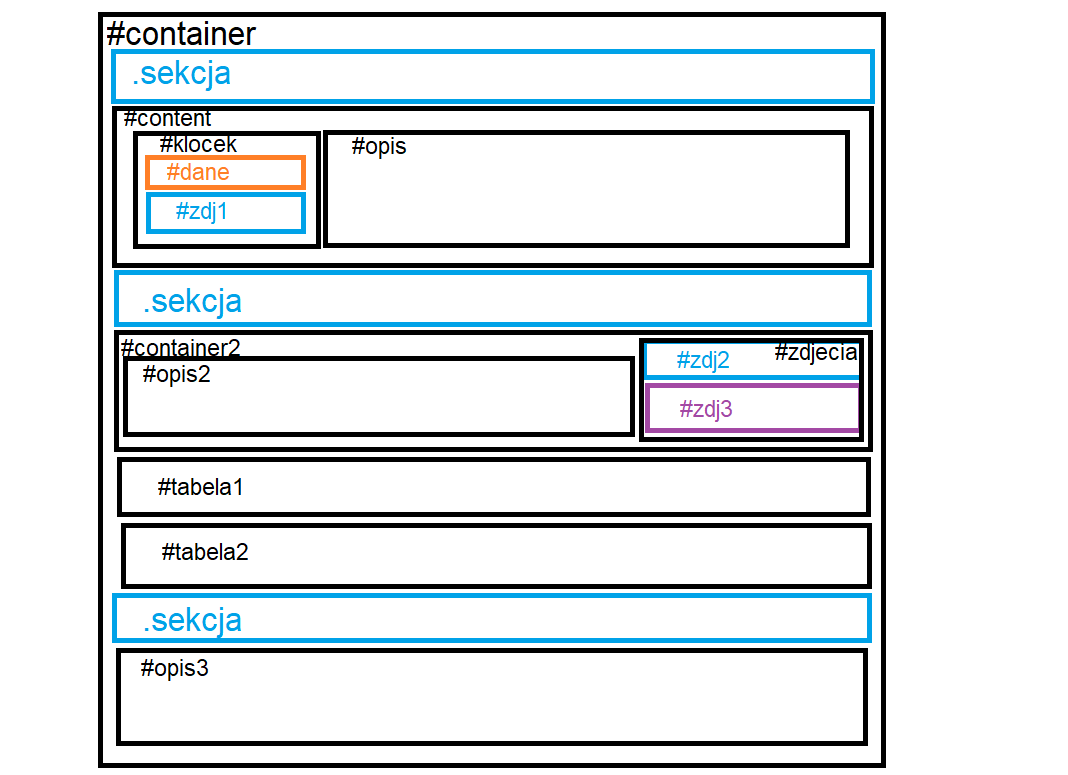 #container
.sekcja
#content
#klocek
#dane
#zdj1
#opis
.sekcja
#container2
#opis2
#zdjecia
#zdj2
#zdj3
#tabela1
#tabela2
.sekcja
#opis3